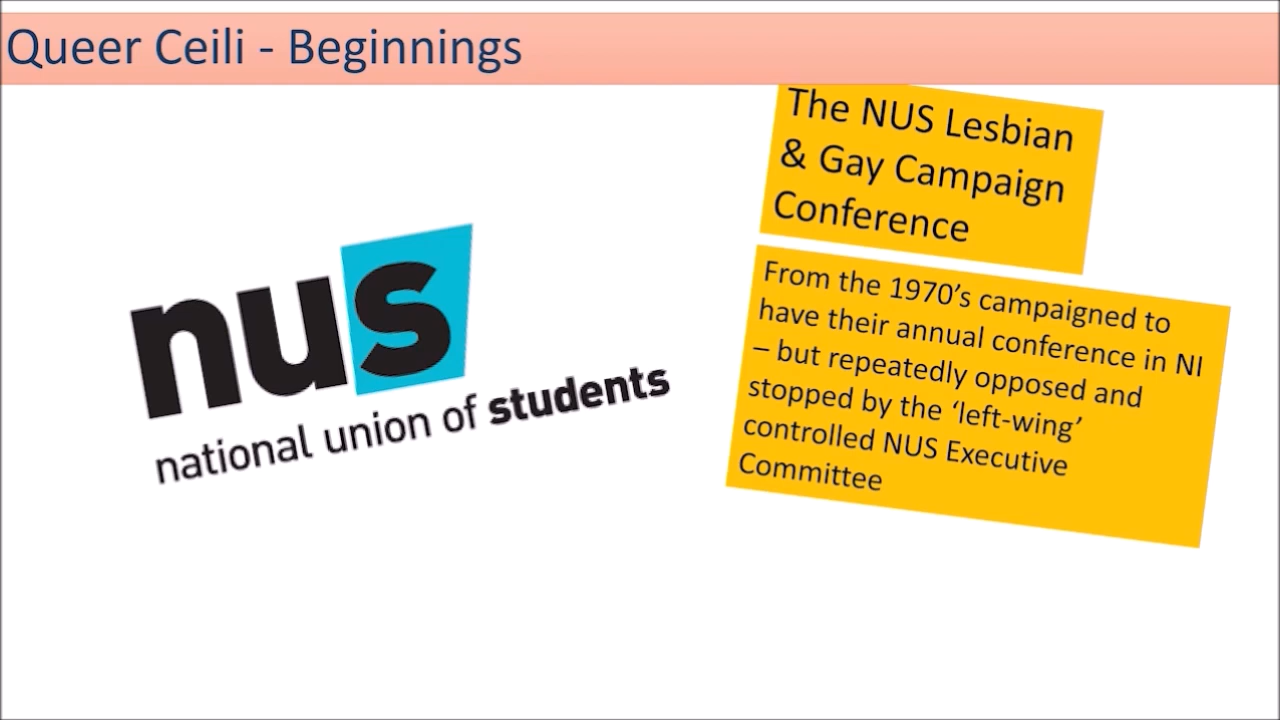 Queer Ceili - Beginnings
The NUS Lesbian
& Gay Campaign
Conference
nus
national union of students
From the 1970’s campaigned to
have their annual conference in NI
– but repeatedly opposed and
stopped by the ‘left-wing’
controlled NUS Executive
Committee